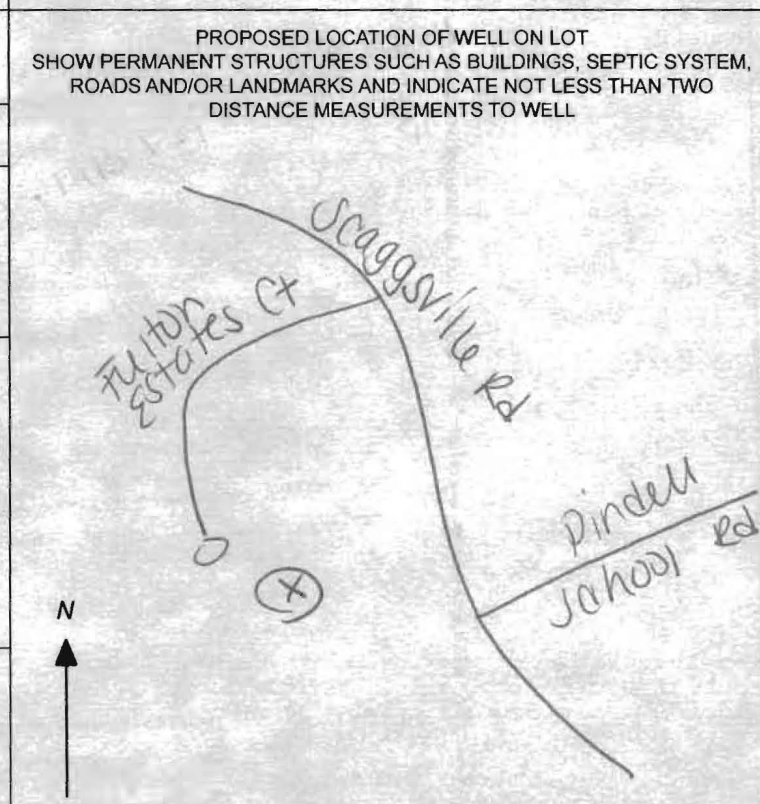 PROPOSED LOCATION OF WELL ON LOT
SHOW PERMANENT STRUCTURES SUCH AS BUILDINGS, SEPTIC SYSTEM,
ROADS AND/OR LANDMARKS AND INDICATE NOT LESS THAN TWO
DISTANCE MEASUREMENTS TO WELL
Scaggsville Rd
Fulton
Estates Ct
Pindell
School Rd
X
N